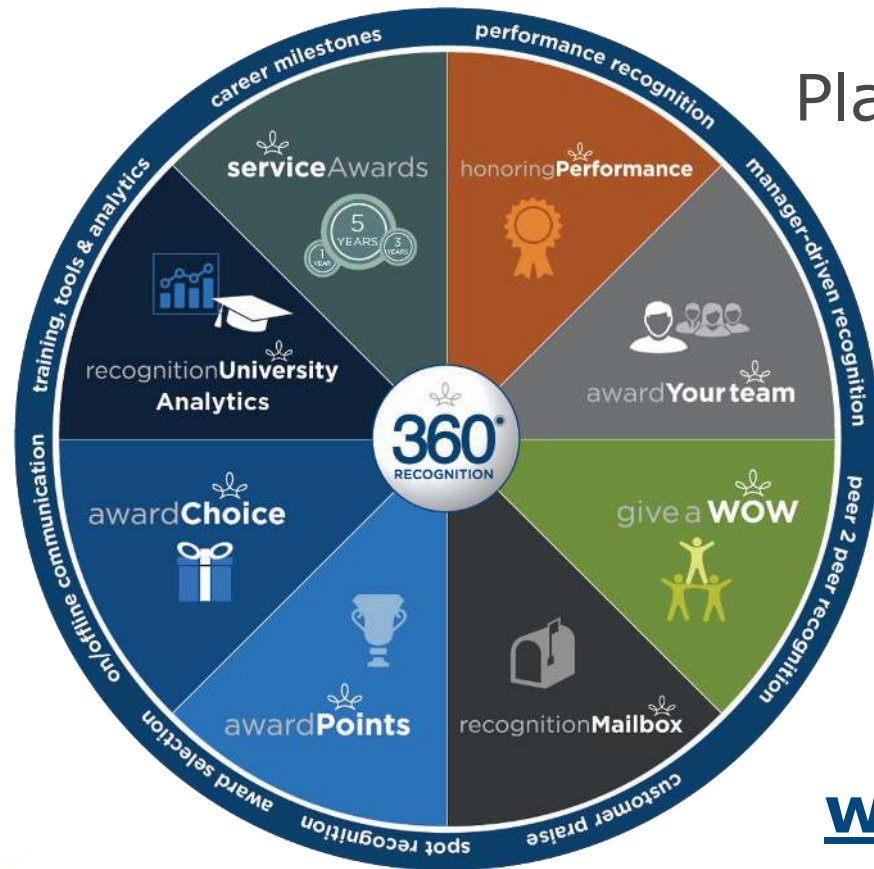 career milestones
performance recognition
manager-driven recognition
peer 2 peer recognition
customer praise
spot recognition
award selection
on/offline communication
training, tools & analytics
serviceAwards
5
YEARS
1
YEAR
3
YEARS
honoringPerformance
awardYour team
give a WOW
recognitionMailbox
awardPoints
awardChoice
recognitionUniversity
Analytics
360°
RECOGNITION
Pla
w